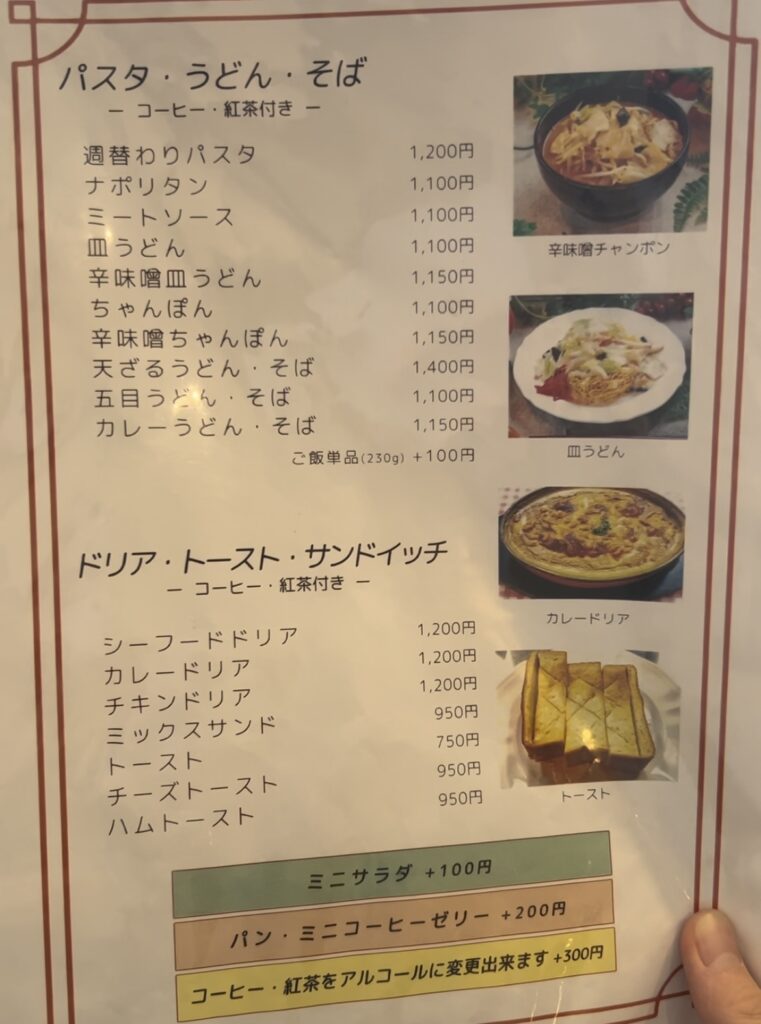 パスタ・うどん・そば
－ コーヒー・紅茶付き －
週替わりパスタ 1,200円
ナポリタン 1,100円
ミートソース 1,100円
皿うどん 1,100円
辛味噌皿うどん 1,150円
ちゃんぽん 1,100円
辛味噌ちゃんぽん 1,150円
天ざるうどん・そば 1,400円
五目うどん・そば 1,100円
カレーうどん・そば 1,150円
ご飯単品(230g) +100円
辛味噌チャンポン
皿うどん
ドリア・トースト・サンドイッチ
－ コーヒー・紅茶付き －
シーフードドリア 1,200円
カレードリア 1,200円
チキンドリア 1,200円
ミックスサンド 950円
トースト 750円
チーズトースト 950円
ハムトースト 950円
カレードリア
トースト
ミニサラダ +100円
パン・ミニコーヒーゼリー +200円
コーヒー・紅茶をアルコールに変更出来ます +300円